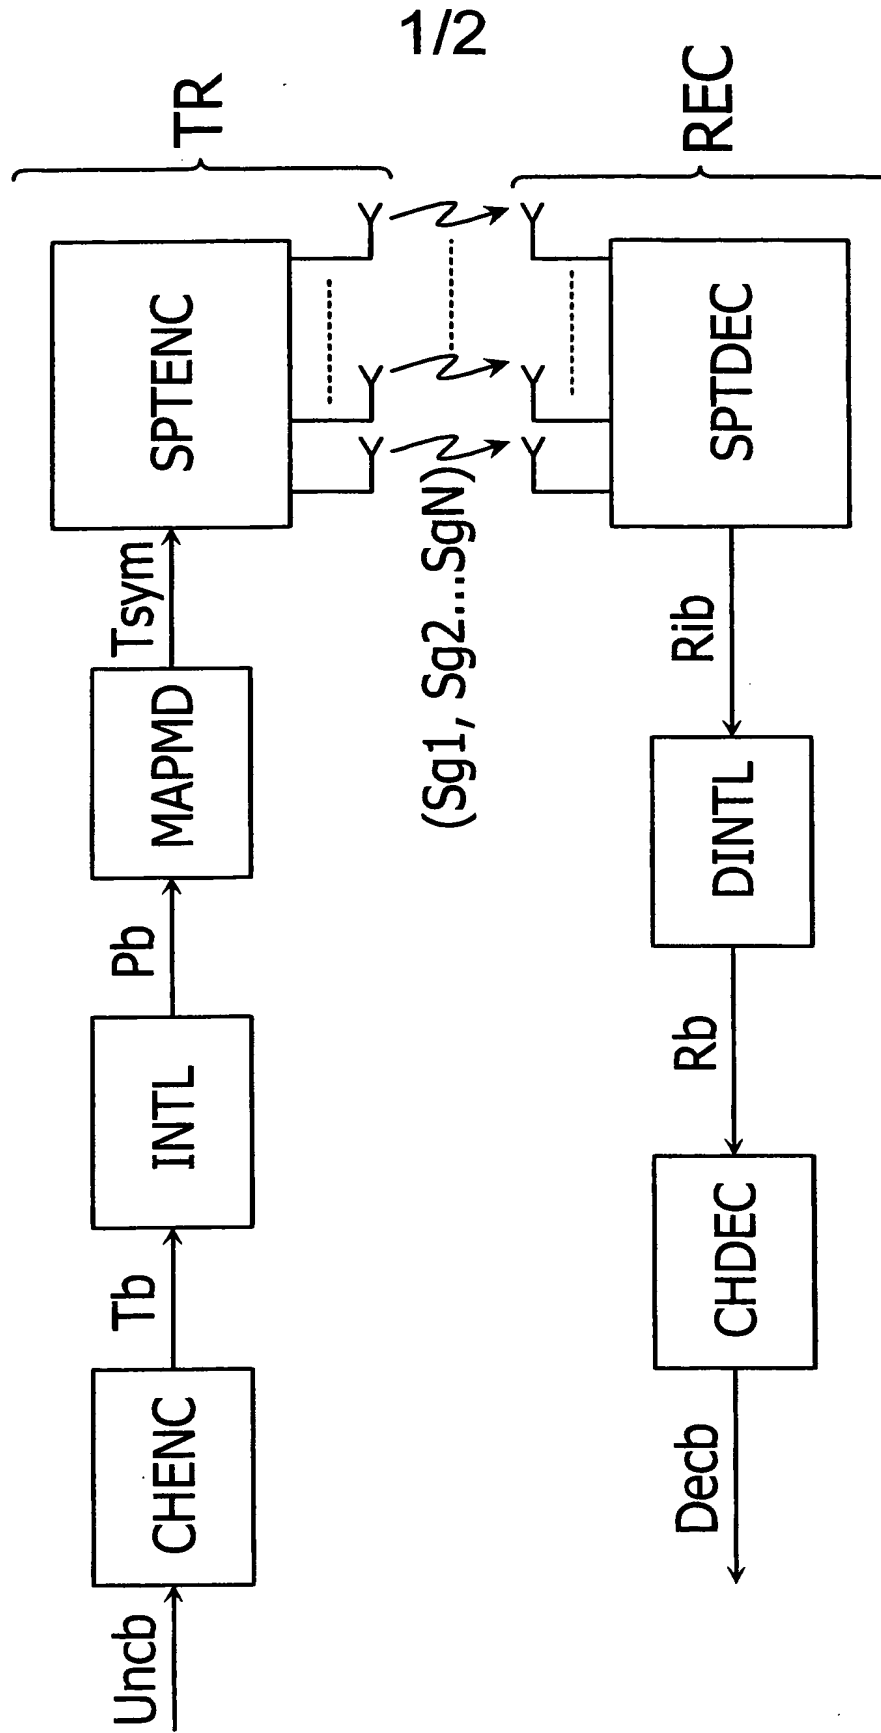 1/2
TR
Uncb
CHENC
Tb
INTL
Pb
MAPMD
Tsym
SPTENC
(Sg1, Sg2...SgN)
REC
SPTDEC
Rib
DINTL
Rb
CHDEC
Decb